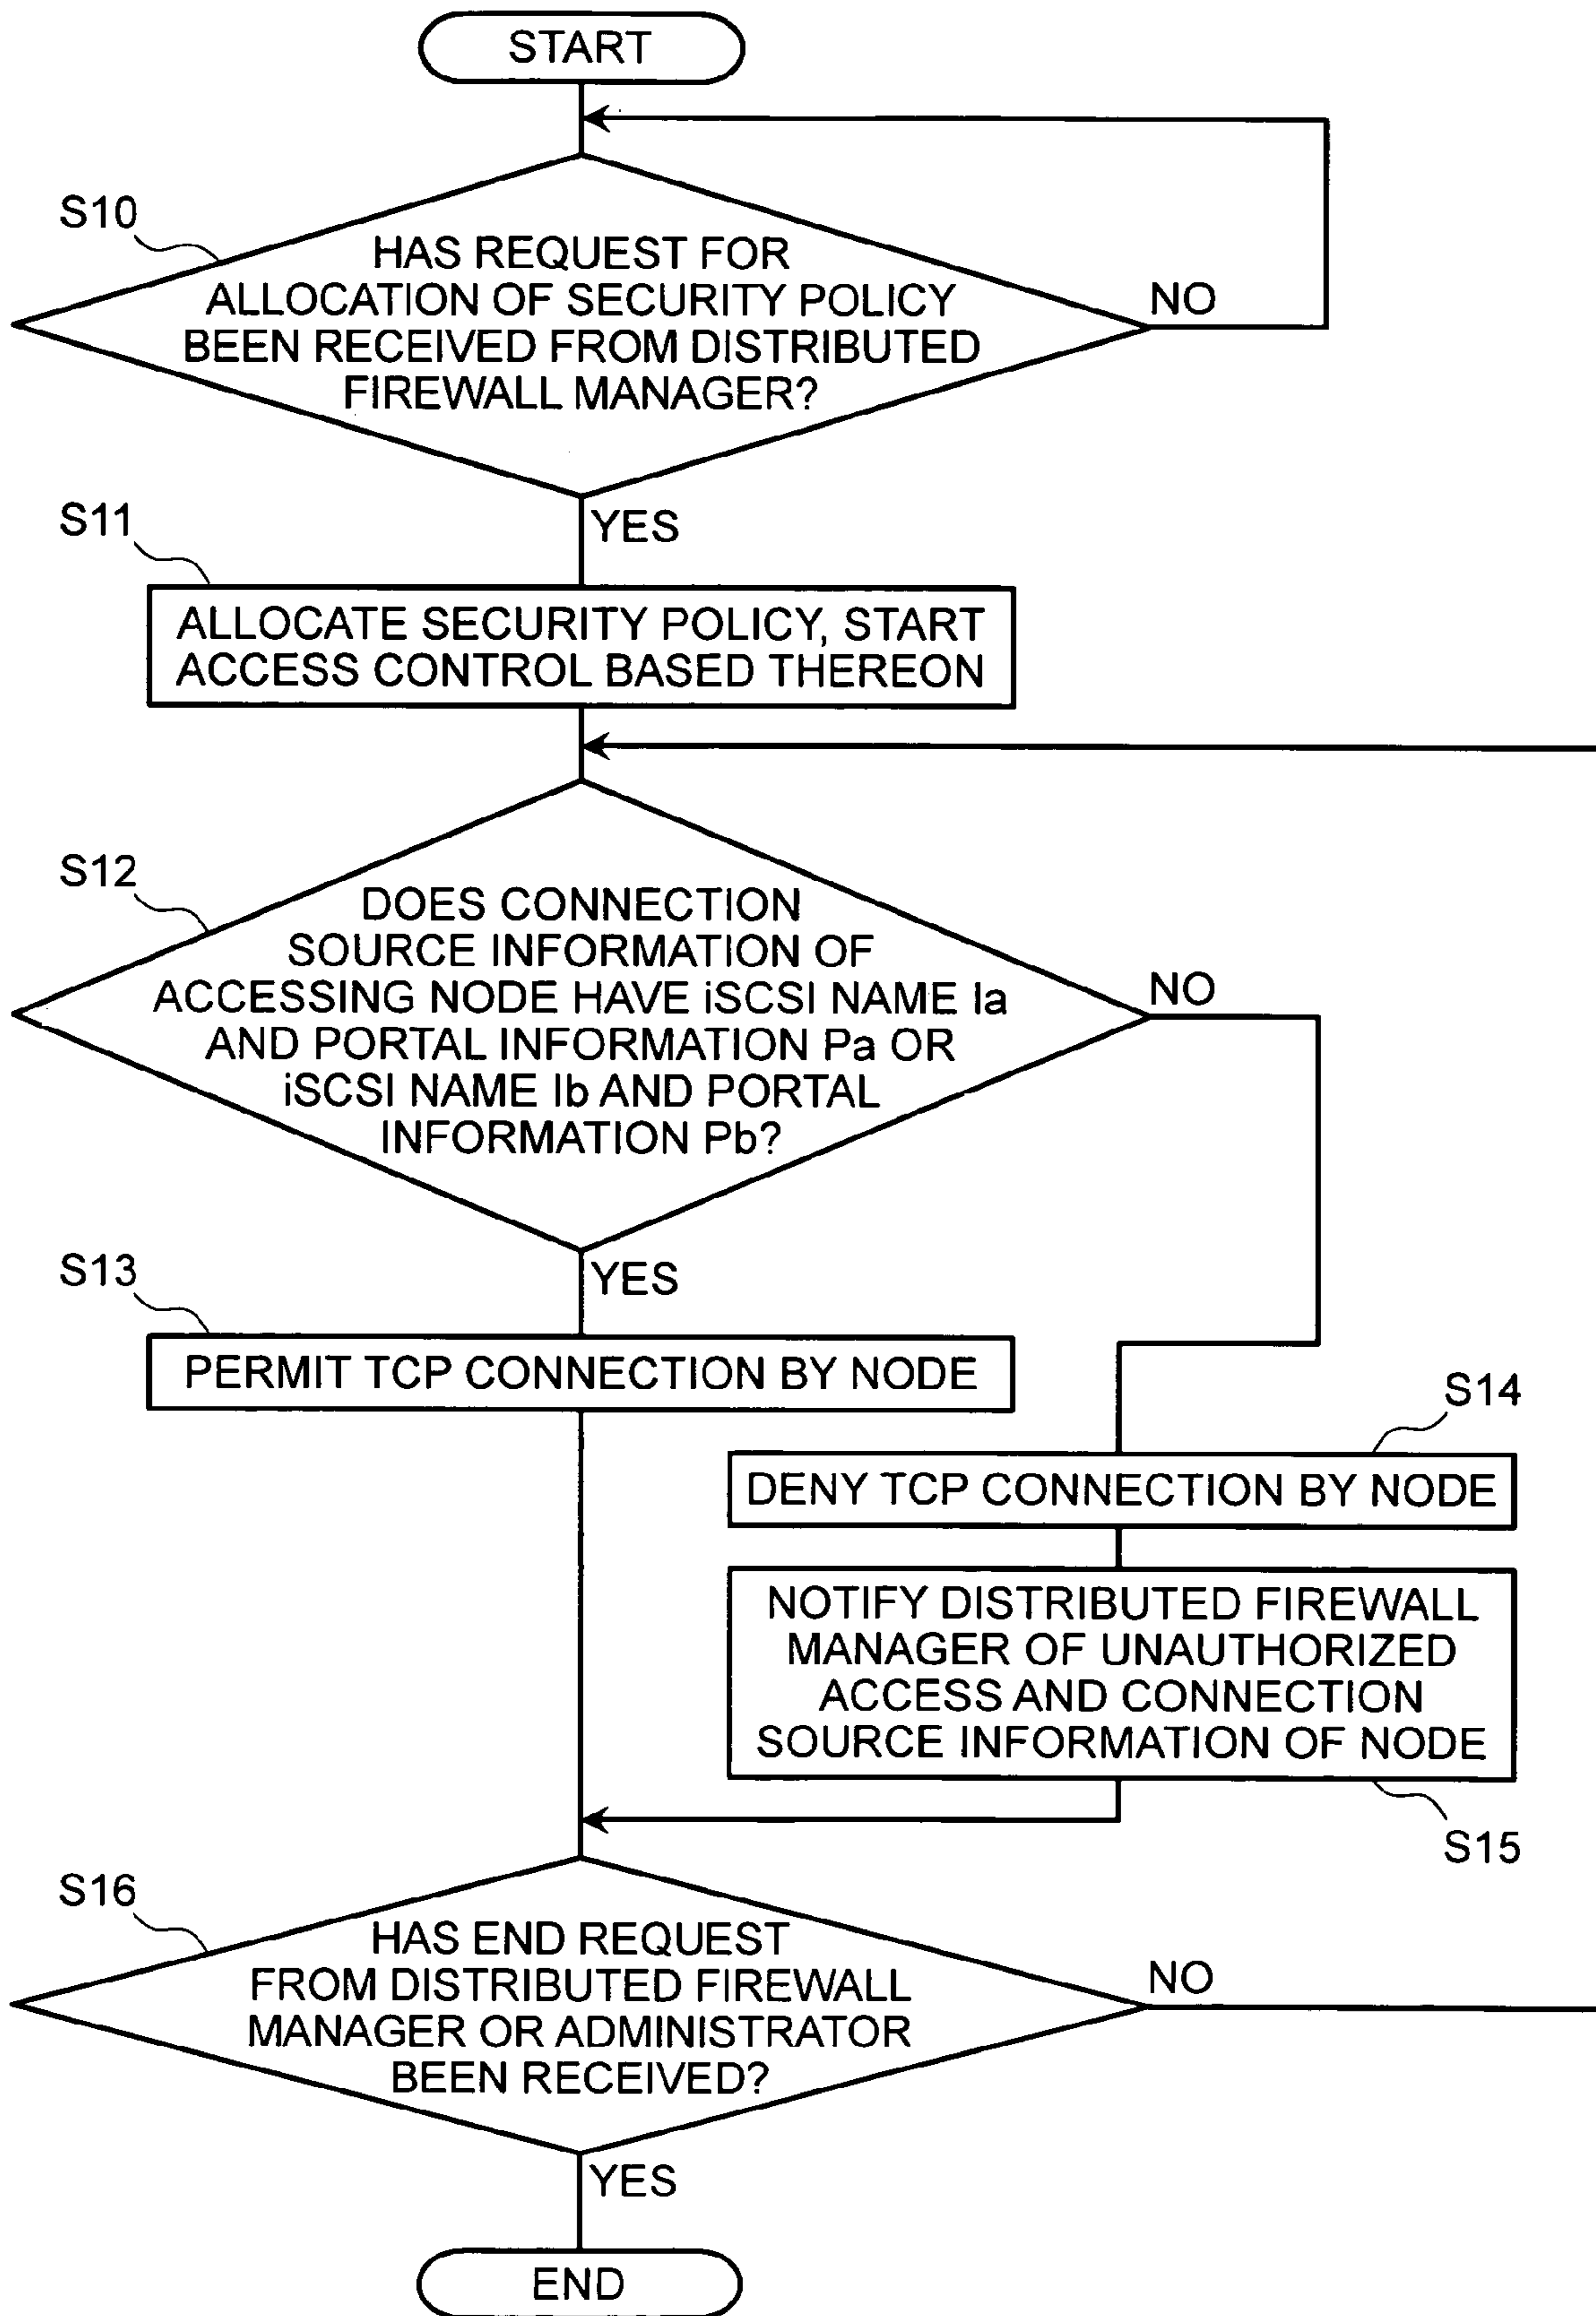 START
S10
HAS REQUEST FOR
ALLOCATION OF SECURITY POLICY
BEEN RECEIVED FROM DISTRIBUTED
FIREWALL MANAGER?
NO
YES
S11
ALLOCATE SECURITY POLICY, START
ACCESS CONTROL BASED THEREON
S12
DOES CONNECTION
SOURCE INFORMATION OF
ACCESSING NODE HAVE iSCSI NAME Ia
AND PORTAL INFORMATION Pa OR
iSCSI NAME Ib AND PORTAL
INFORMATION Pb?
NO
YES
S13
PERMIT TCP CONNECTION BY NODE
S14
DENY TCP CONNECTION BY NODE
NOTIFY DISTRIBUTED FIREWALL
MANAGER OF UNAUTHORIZED
ACCESS AND CONNECTION
SOURCE INFORMATION OF NODE
S15
S16
HAS END REQUEST
FROM DISTRIBUTED FIREWALL
MANAGER OR ADMINISTRATOR
BEEN RECEIVED?
NO
YES
END